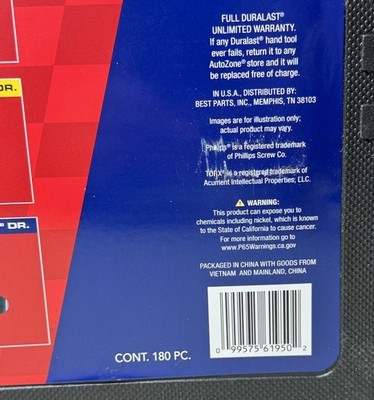 FULL DURALAST®
UNLIMITED WARRANTY.
If any Duralast® hand tool
ever fails, return it to any
AutoZone® store and it will
be replaced free of charge.
IN U.S.A., DISTRIBUTED BY:
BEST PARTS, INC., MEMPHIS, TN 38103
Images are for illustration only;
actual product may vary.
Phillips® is a registered trademark
of Phillips Screw Co.
TORX® is a registered trademark of
Acument Intellectual Properties, LLC.
WARNING:
This product can expose you to
chemicals including nickel, which is known
to the State of California to cause cancer.
For more information go to
www.P65Warnings.ca.gov
PACKAGED IN CHINA WITH GOODS FROM
VIETNAM AND MAINLAND, CHINA
DR.
" DR.
CONT. 180 PC.
0 99575 61950 2